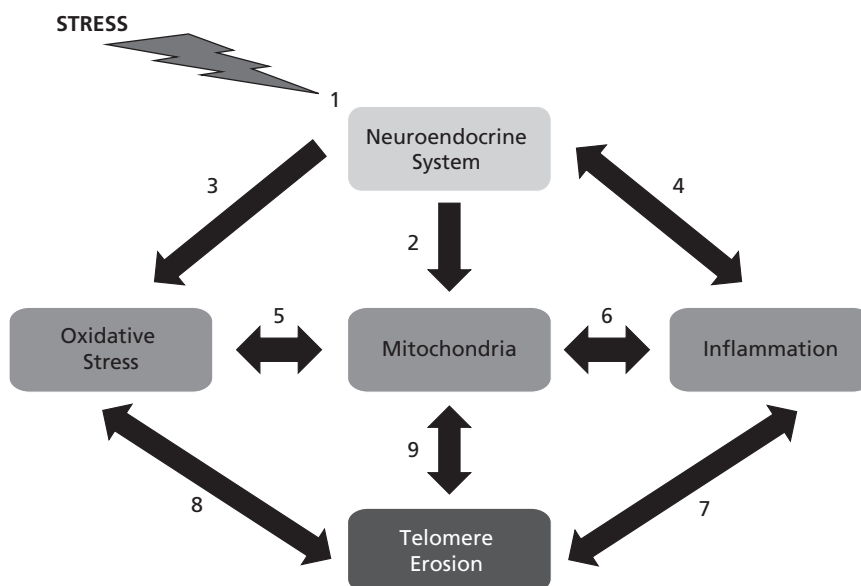 STRESS
1
Neuroendocrine
System
3
4
2
5
6
Oxidative
Stress
Mitochondria
Inflammation
9
8
7
Telomere
Erosion